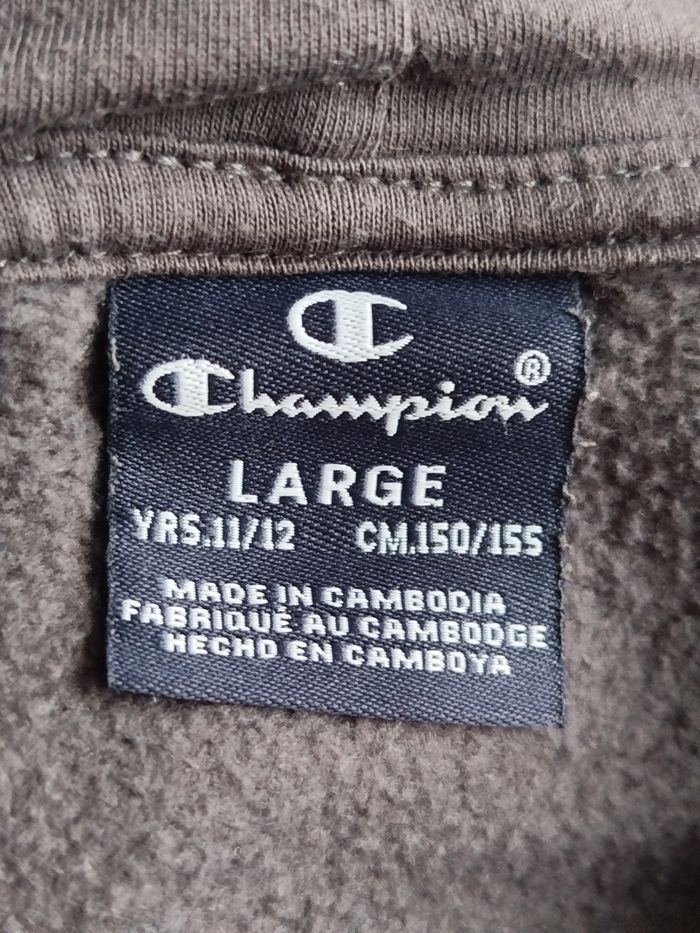 Champion®
LARGE
YRS.11/12 CM.150/155
MADE IN CAMBODIA
FABRIQUÉ AU CAMBODGE
HECHO EN CAMBOYA